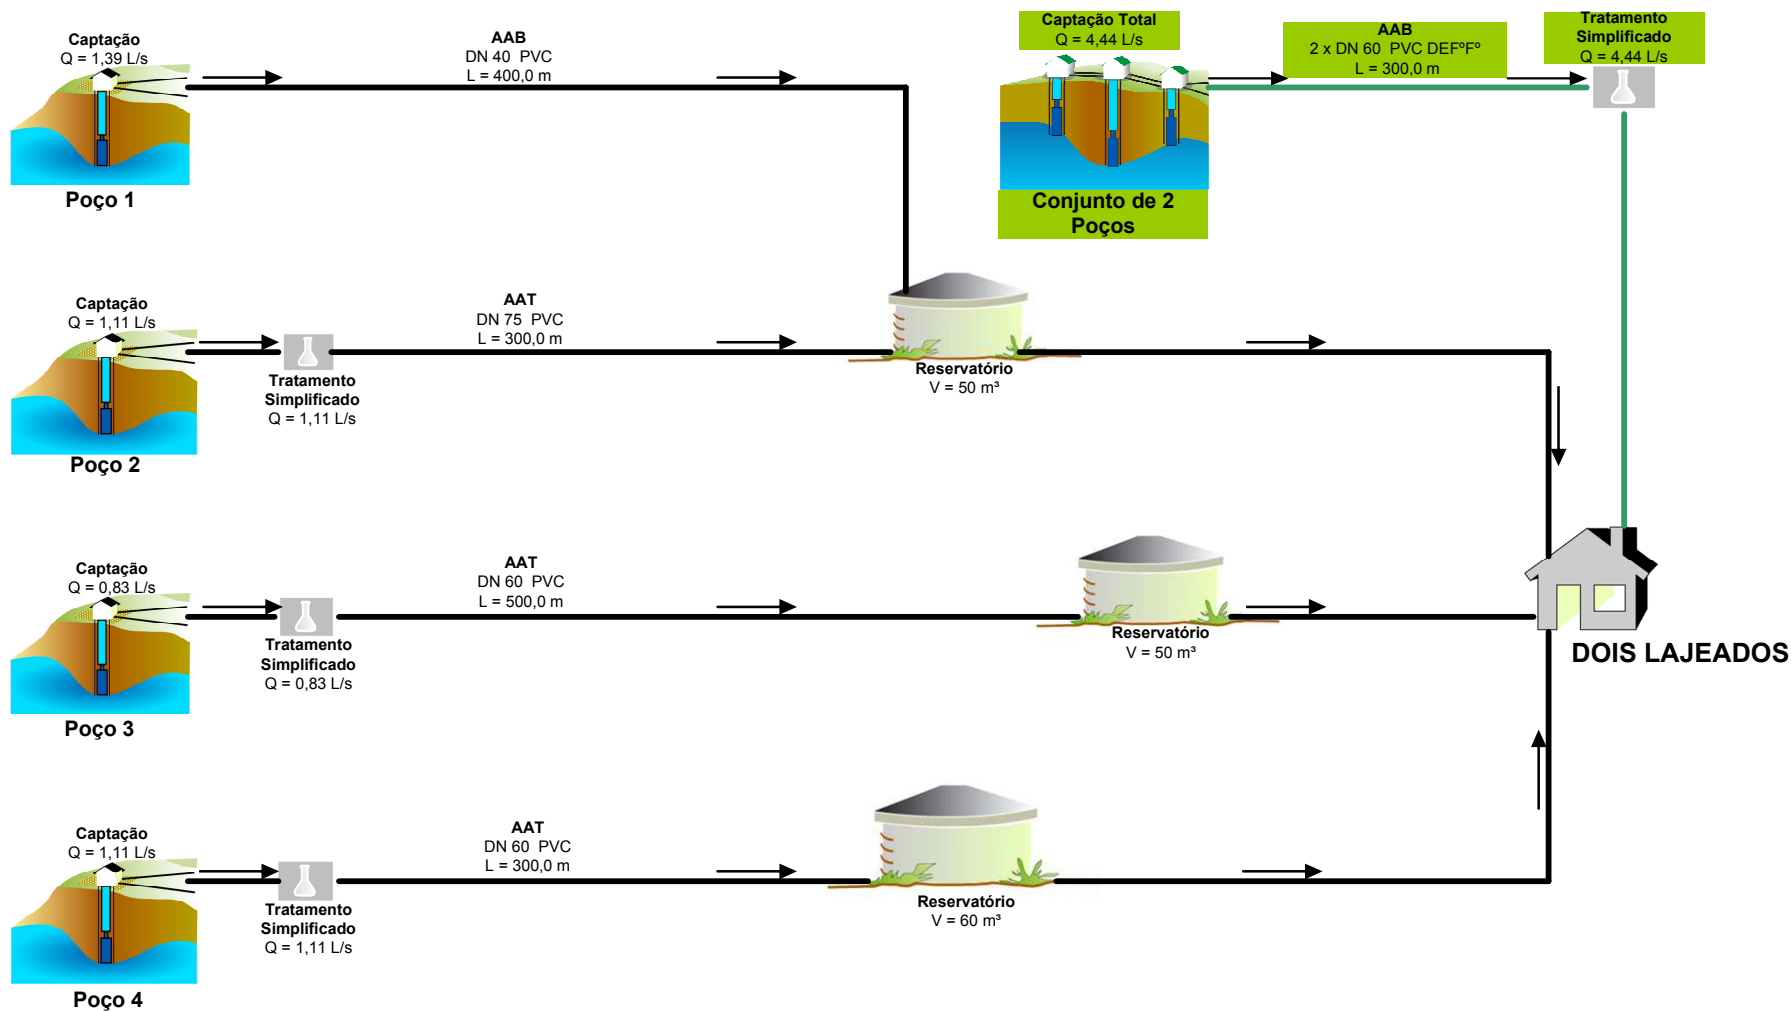 Captação
Q = 1,39 L/s
AAB
DN 40 PVC
L = 400,0 m
Poço 1
Captação Total
Q = 4,44 L/s
AAB
2 x DN 60 PVC DEFºFº
L = 300,0 m
Tratamento
Simplificado
Q = 4,44 L/s
Conjunto de 2
Poços
Captação
Q = 1,11 L/s
Tratamento
Simplificado
Q = 1,11 L/s
AAT
DN 75 PVC
L = 300,0 m
Reservatório
V = 50 m³
Poço 2
Captação
Q = 0,83 L/s
Tratamento
Simplificado
Q = 0,83 L/s
AAT
DN 60 PVC
L = 500,0 m
Reservatório
V = 50 m³
DOIS LAJEADOS
Poço 3
Captação
Q = 1,11 L/s
Tratamento
Simplificado
Q = 1,11 L/s
AAT
DN 60 PVC
L = 300,0 m
Reservatório
V = 60 m³
Poço 4